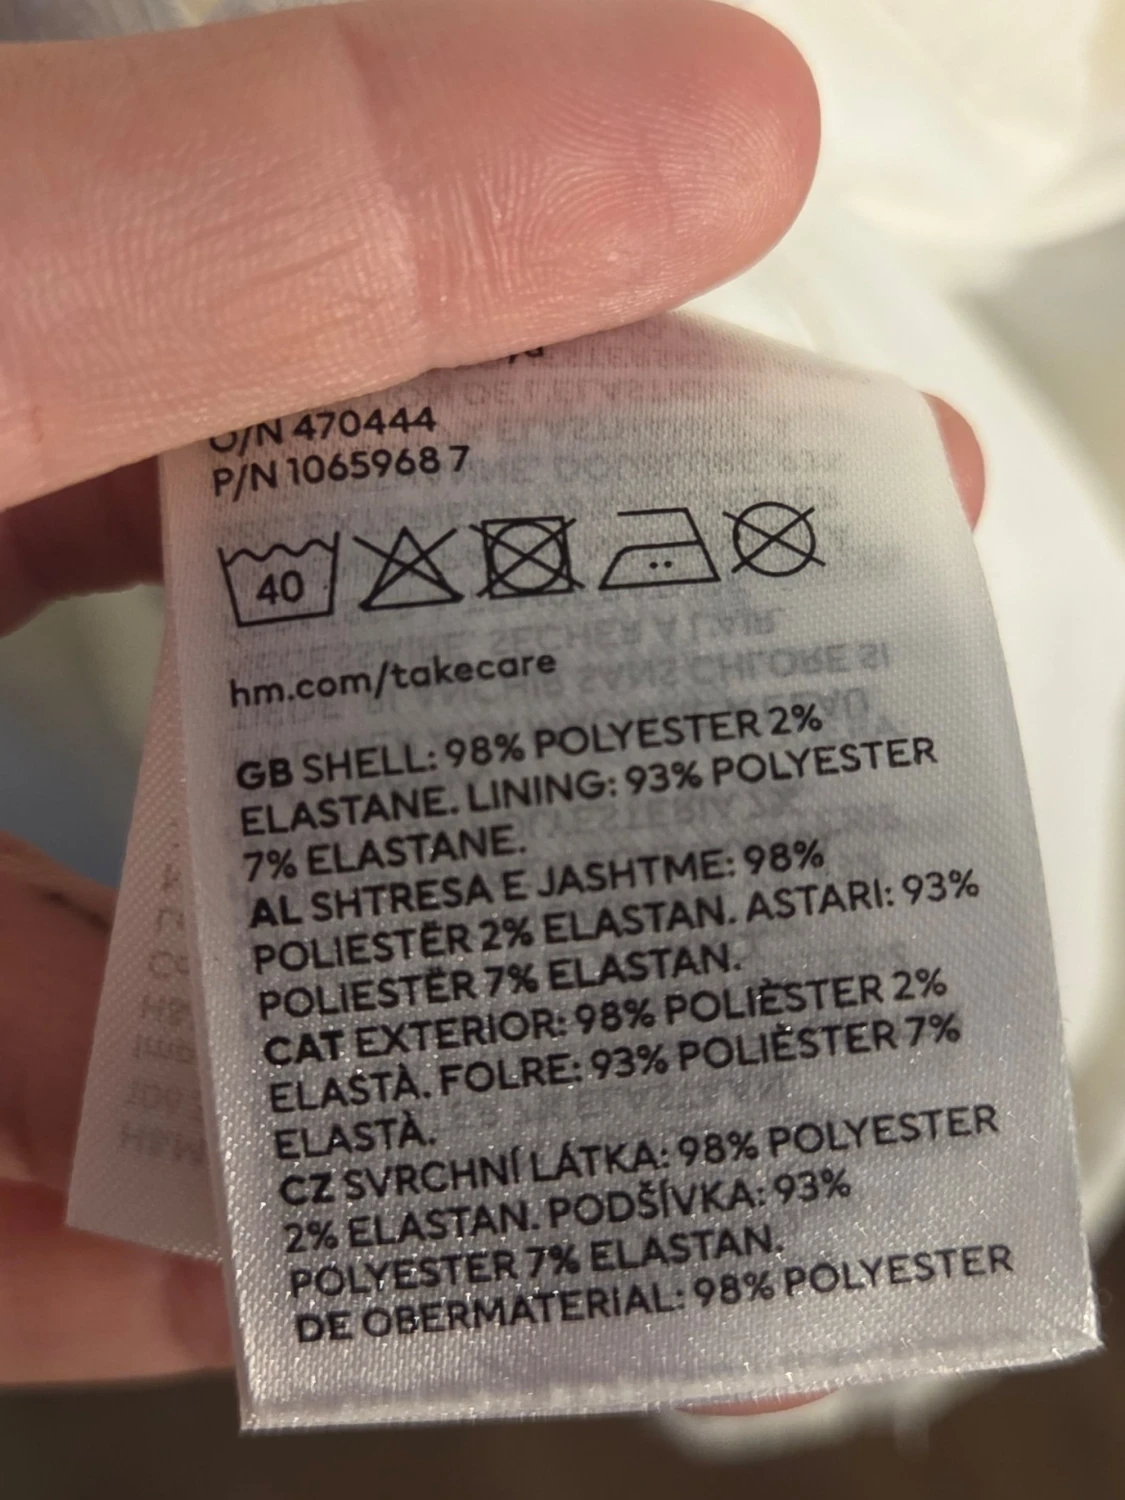 O/N 470444
P/N 1065968 7
40
hm.com/takecare
GB SHELL: 98% POLYESTER 2%
ELASTANE. LINING: 93% POLYESTER
7% ELASTANE.
AL SHTRESA E JASHTME: 98%
POLIESTËR 2% ELASTAN. ASTARI: 93%
POLIESTËR 7% ELASTAN.
CAT EXTERIOR: 98% POLIÈSTER 2%
ELASTÀ. FOLRE: 93% POLIÈSTER 7%
ELASTÀ.
CZ SVRCHNÍ LÁTKA: 98% POLYESTER
2% ELASTAN. PODŠÍVKA: 93%
POLYESTER 7% ELASTAN.
DE OBERMATERIAL: 98% POLYESTER